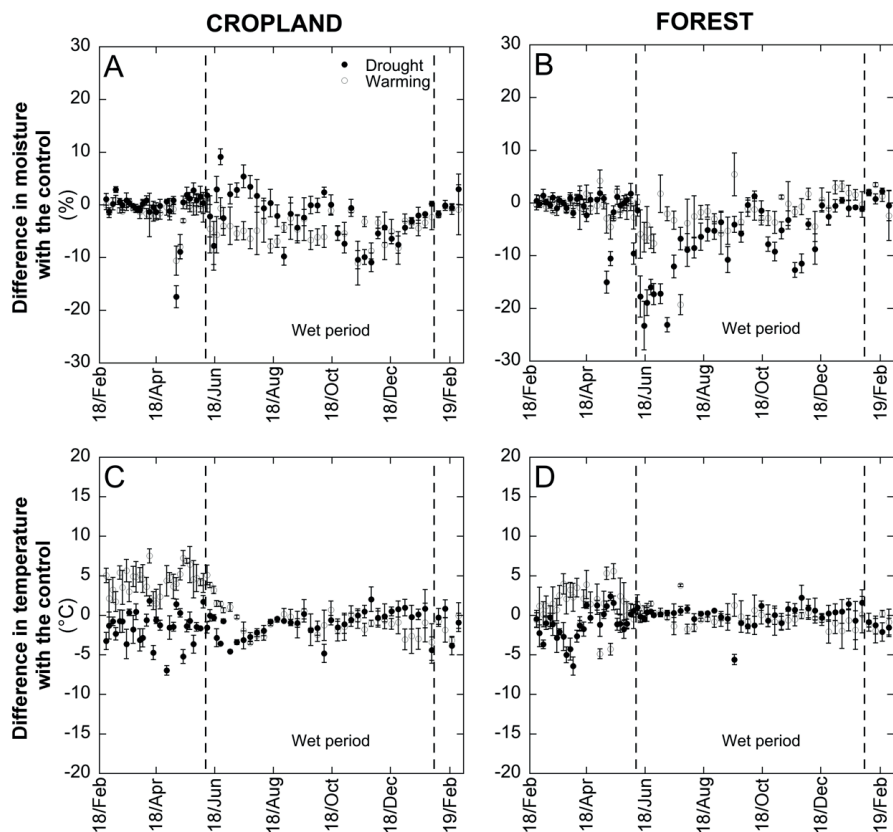 CROPLAND
FOREST
Difference in moisture
with the control
(%)
30
20
10
0
-10
-20
-30
A
Drought
Warming
Wet period
18/Feb
18/Apr
18/Jun
18/Aug
18/Oct
18/Dec
19/Feb
30
20
10
0
-10
-20
-30
B
Wet period
18/Feb
18/Apr
18/Jun
18/Aug
18/Oct
18/Dec
19/Feb
Difference in temperature
with the control
(°C)
20
15
10
5
0
-5
-10
-15
-20
C
Wet period
18/Feb
18/Apr
18/Jun
18/Aug
18/Oct
18/Dec
19/Feb
20
15
10
5
0
-5
-10
-15
-20
D
Wet period
18/Feb
18/Apr
18/Jun
18/Aug
18/Oct
18/Dec
19/Feb